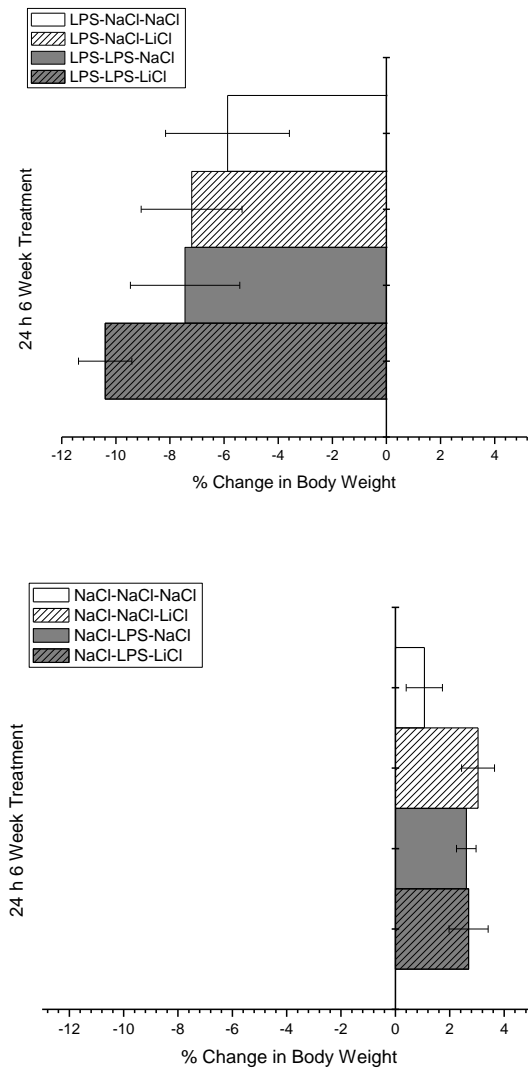 LPS-NaCl-NaCl
LPS-NaCl-LiCl
LPS-LPS-NaCl
LPS-LPS-LiCl
24 h 6 Week Treatment
-12 -10 -8 -6 -4 -2 0 2 4
% Change in Body Weight
NaCl-NaCl-NaCl
NaCl-NaCl-LiCl
NaCl-LPS-NaCl
NaCl-LPS-LiCl
24 h 6 Week Treatment
-12 -10 -8 -6 -4 -2 0 2 4
% Change in Body Weight